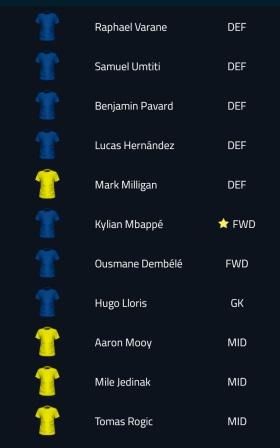 Raphael Varane DEF
Samuel Umtiti DEF
Benjamin Pavard DEF
Lucas Hernández DEF
Mark Milligan DEF
Kylian Mbappé FWD
Ousmane Dembélé FWD
Hugo Lloris GK
Aaron Mooy MID
Mile Jedinak MID
Tomas Rogic MID